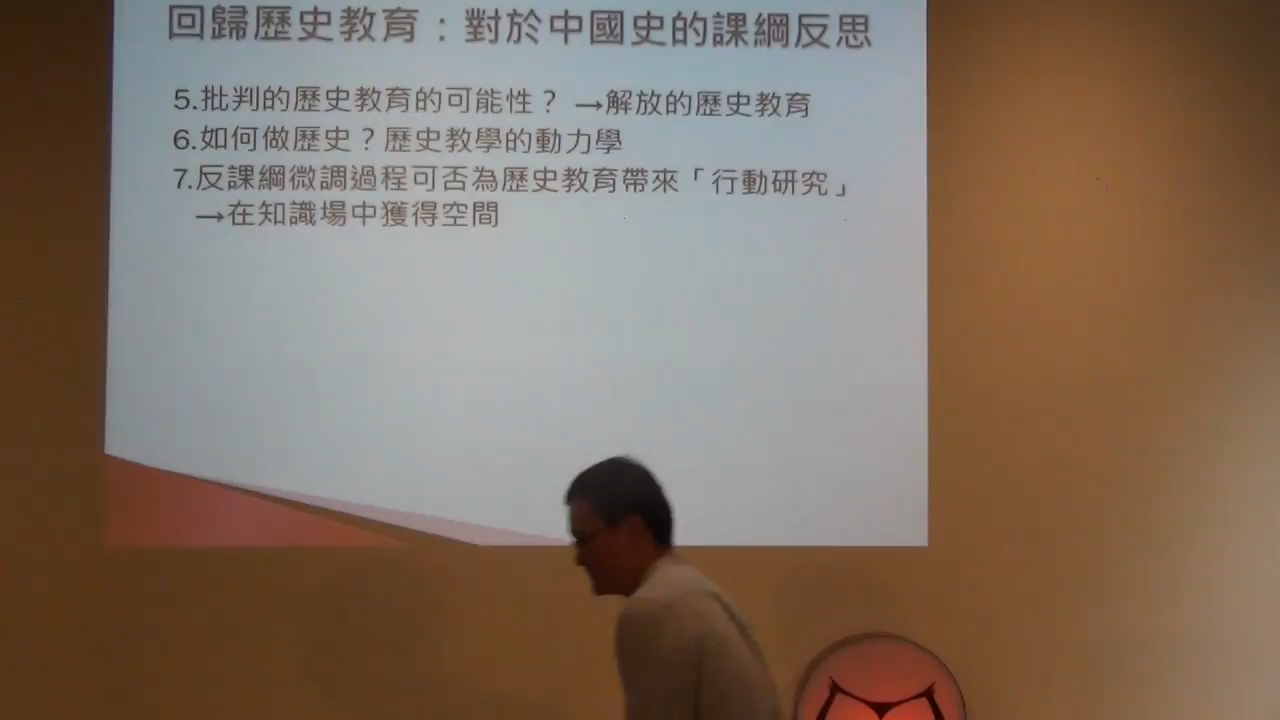 回歸歷史教育：對於中國史的課綱反思
5.批判的歷史教育的可能性？ →解放的歷史教育
6.如何做歷史？歷史教學的動力學
7.反課綱微調過程可否為歷史教育帶來「行動研究」
→在知識場中獲得空間